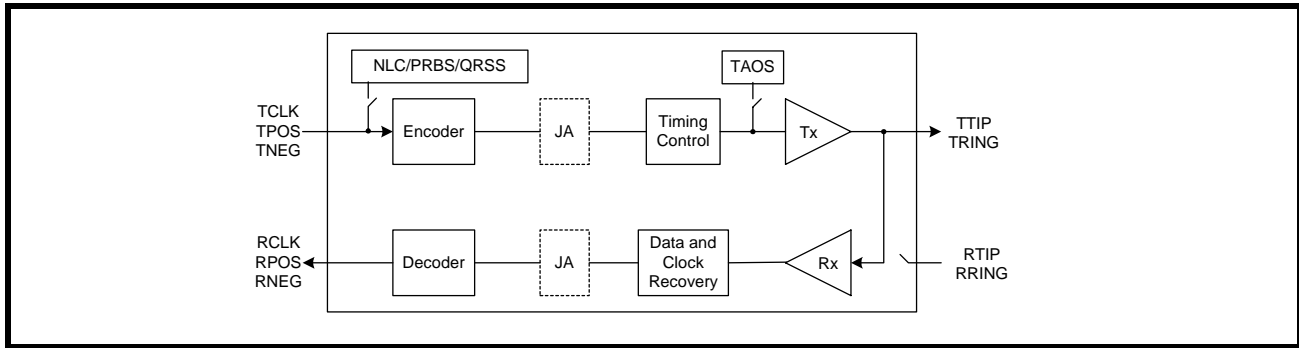 NLC/PRBS/QRSS
TAOS
TCLK
TPOS
TNEG
Encoder
JA
Timing
Control
Tx
TTIP
TRING
RCLK
RPOS
RNEG
Decoder
JA
Data and
Clock
Recovery
Rx
RTIP
RRING